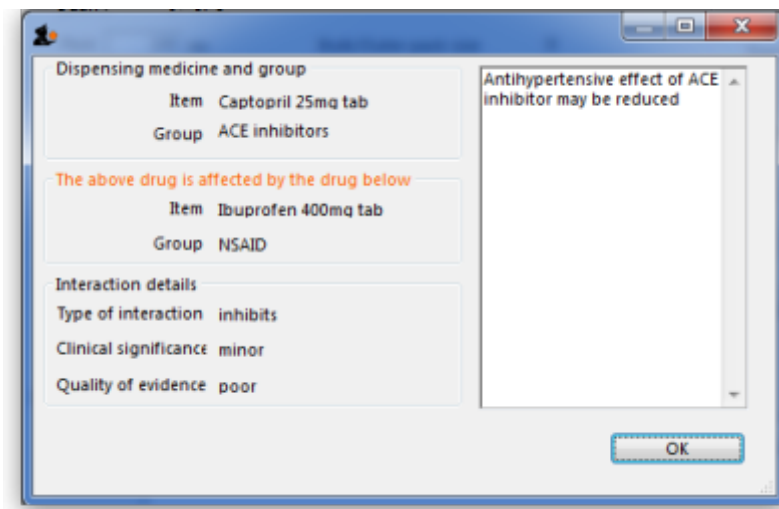 Dispensing medicine and group
Item Captopril 25mg tab
Group ACE inhibitors
The above drug is affected by the drug below
Item Ibuprofen 400mg tab
Group NSAID
Interaction details
Type of interaction inhibits
Clinical significance minor
Quality of evidence poor
Antihypertensive effect of ACE
inhibitor may be reduced
OK